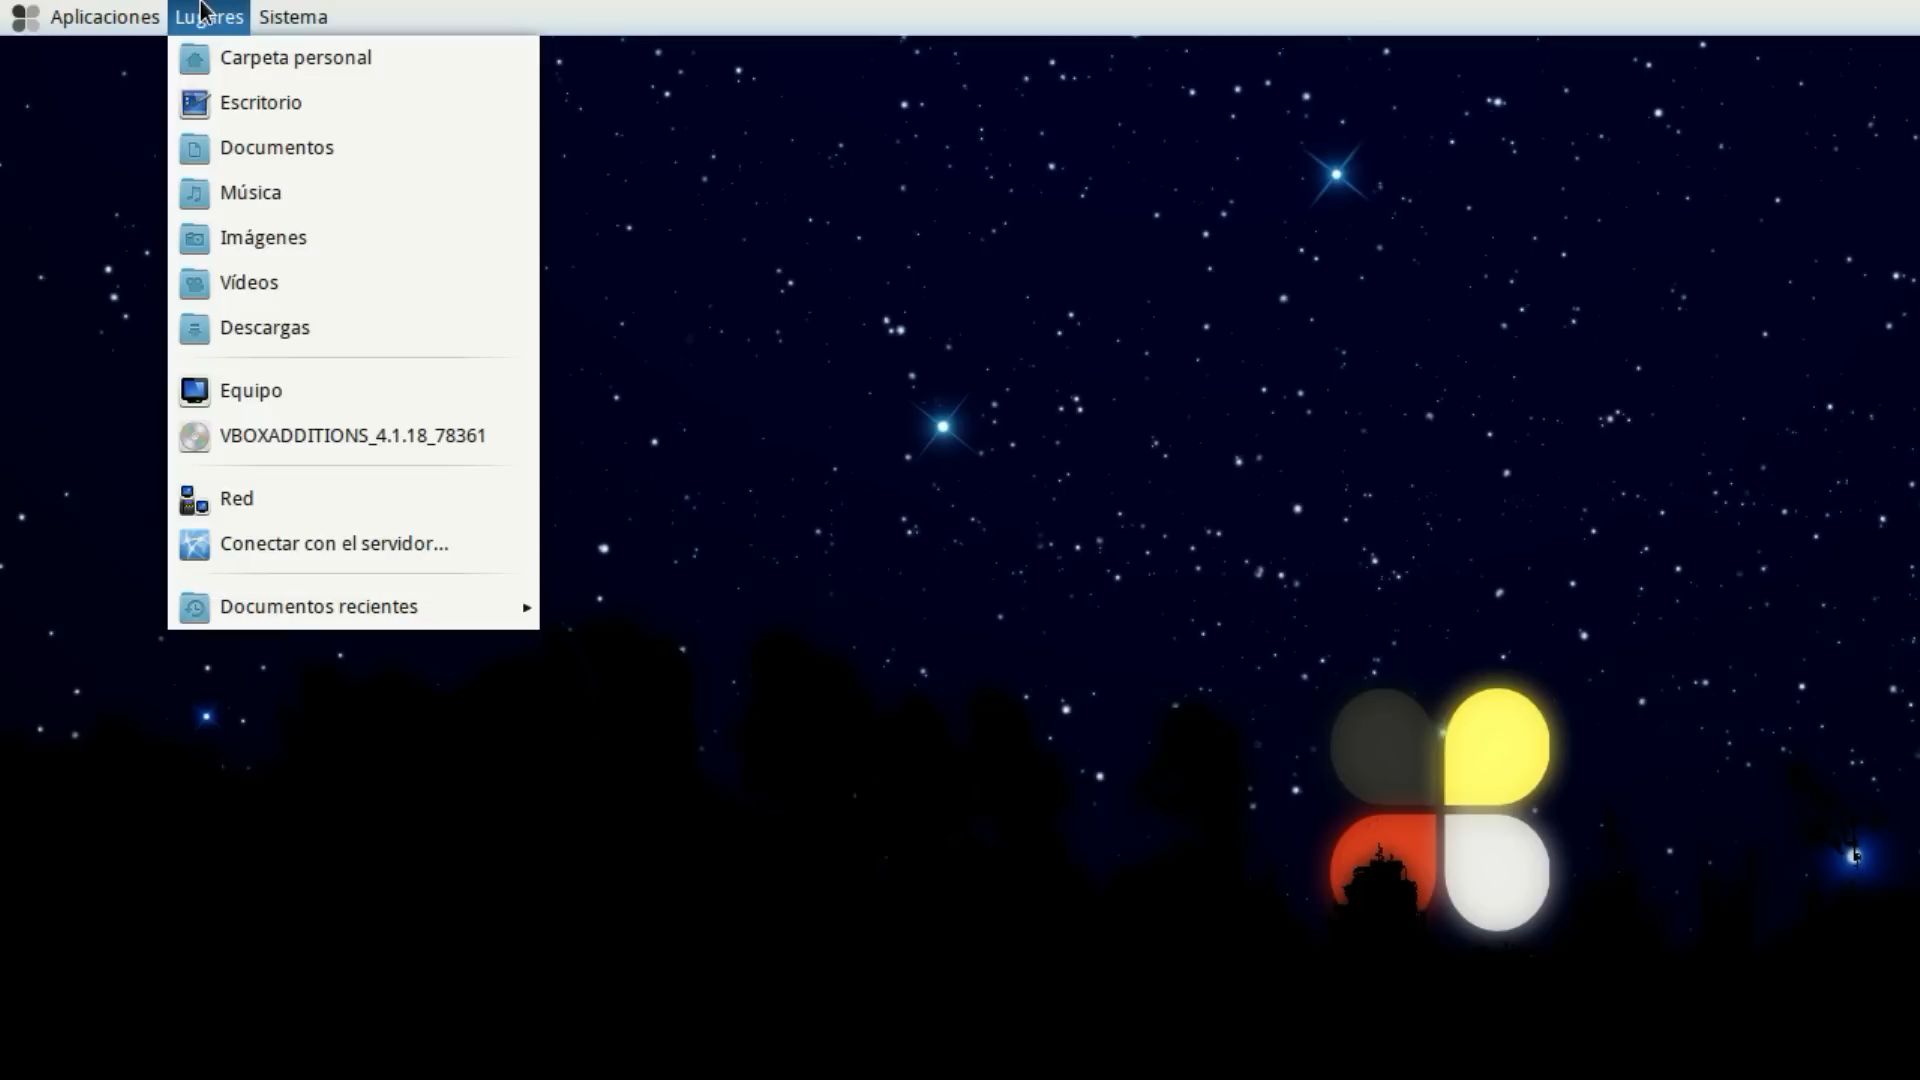 Aplicaciones Lugares Sistema
Carpeta personal
Escritorio
Documentos
Música
Imágenes
Vídeos
Descargas
Equipo
VBOXADDITIONS_4.1.18_78361
Red
Conectar con el servidor...
Documentos recientes